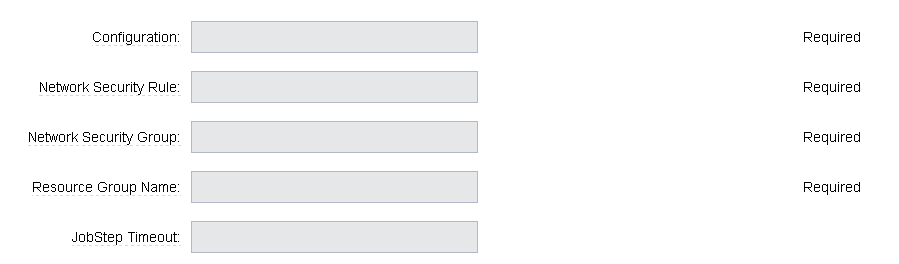 Configuration: Required
Network Security Rule: Required
Network Security Group: Required
Resource Group Name: Required
JobStep Timeout: